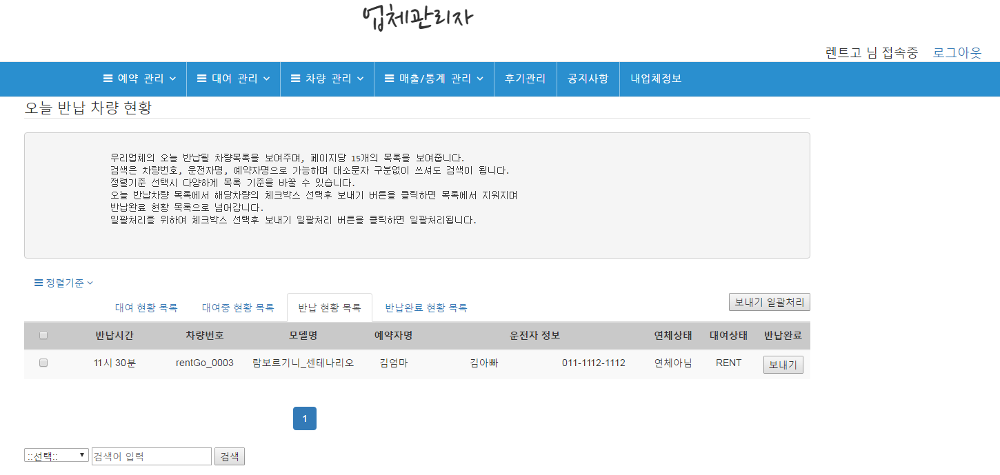 업체관리자
렌트고 님 접속중 로그아웃
예약 관리 대여 관리 차량 관리 매출/통계 관리 후기관리 공지사항 내업체정보
오늘 반납 차량 현황
우리업체의 오늘 반납될 차량목록을 보여주며, 페이지당 15개의 목록을 보여줍니다.
검색은 차량번호, 운전자명, 예약자명으로 가능하며 대소문자 구분없이 쓰셔도 검색이 됩니다.
정렬기준 선택시 다양하게 목록 기준을 바꿀 수 있습니다.
오늘 반납차량 목록에서 해당차량의 체크박스 선택후 보내기 버튼을 클릭하면 목록에서 지워지며
반납완료 현황 목록으로 넘어갑니다.
일괄처리를 위하여 체크박스 선택후 보내기 일괄처리 버튼을 클릭하면 일괄처리됩니다.
정렬기준
대여 현황 목록 대여중 현황 목록 반납 현황 목록 반납완료 현황 목록 보내기 일괄처리
반납시간 차량번호 모델명 예약자명 운전자 정보 연체상태 대여상태 반납완료
11시 30분 rentGo_0003 람보르기니_센테나리오 김엄마 김아빠 011-1112-1112 연체아님 RENT 보내기
1
::선택:: 검색어 입력 검색